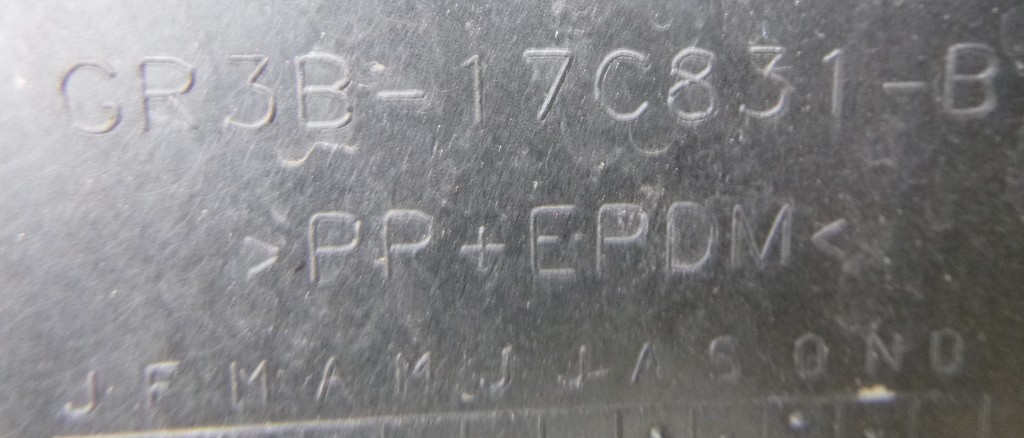 GR3B-17C831-B
>PP+EPDM<
J F M A M J J A S O N D